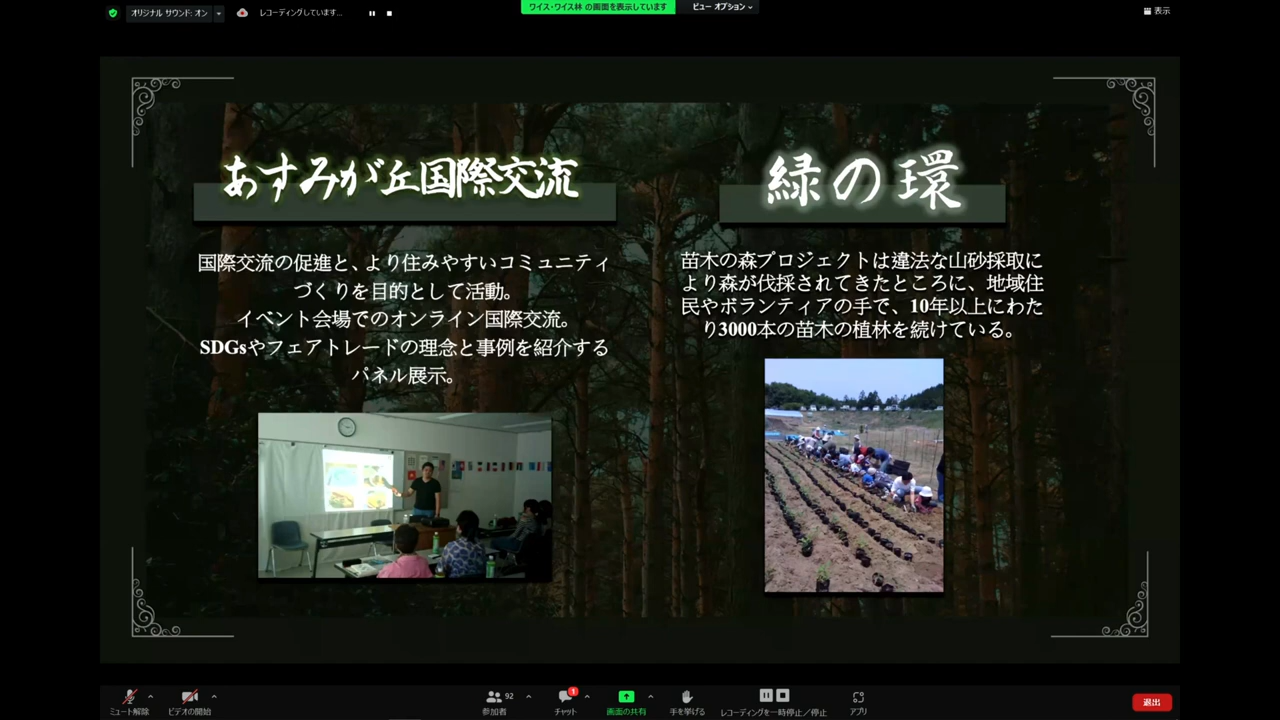 オリジナル サウンド: オン
レコーディングしています...
ワイス・ワイス林 の画面を表示しています
ビュー オプション
表示
あすみが丘国際交流
国際交流の促進と、より住みやすいコミュニティ
づくりを目的として活動。
イベント会場でのオンライン国際交流。
SDGsやフェアトレードの理念と事例を紹介する
パネル展示。
緑の環
苗木の森プロジェクトは違法な山砂採取に
より森が伐採されてきたところに、地域住
民やボランティアの手で、10年以上にわた
り3000本の苗木の植林を続けている。
ミュート解除
ビデオの開始
92
参加者
1
チャット
画面の共有
手を挙げる
レコーディングを一時停止/停止
アプリ
退出